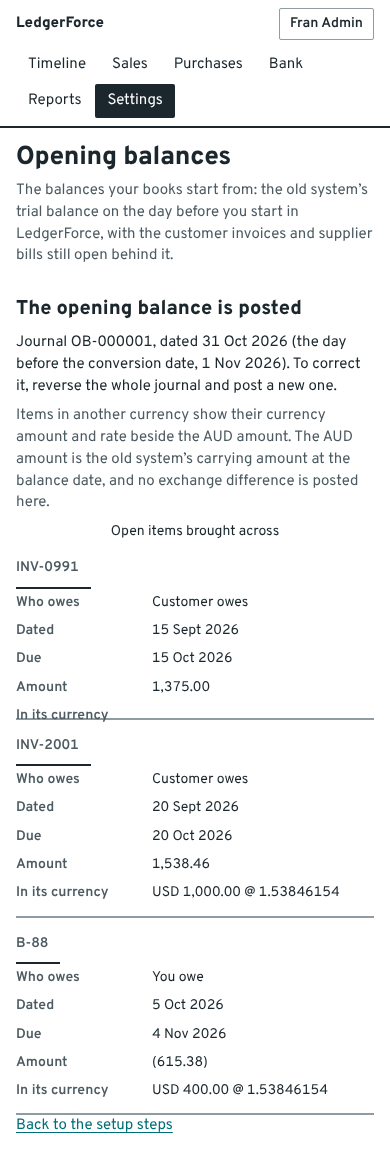 LedgerForce
Fran Admin
Timeline Sales Purchases Bank
Reports Settings
Opening balances
The balances your books start from: the old system’s
trial balance on the day before you start in
LedgerForce, with the customer invoices and supplier
bills still open behind it.
The opening balance is posted
Journal OB-000001, dated 31 Oct 2026 (the day
before the conversion date, 1 Nov 2026). To correct
it, reverse the whole journal and post a new one.
Items in another currency show their currency
amount and rate beside the AUD amount. The AUD
amount is the old system’s carrying amount at the
balance date, and no exchange difference is posted
here.
Open items brought across
INV-0991
Who owes Customer owes
Dated 15 Sept 2026
Due 15 Oct 2026
Amount 1,375.00
In its currency
INV-2001
Who owes Customer owes
Dated 20 Sept 2026
Due 20 Oct 2026
Amount 1,538.46
In its currency USD 1,000.00 @ 1.53846154
B-88
Who owes You owe
Dated 5 Oct 2026
Due 4 Nov 2026
Amount (615.38)
In its currency USD 400.00 @ 1.53846154
Back to the setup steps